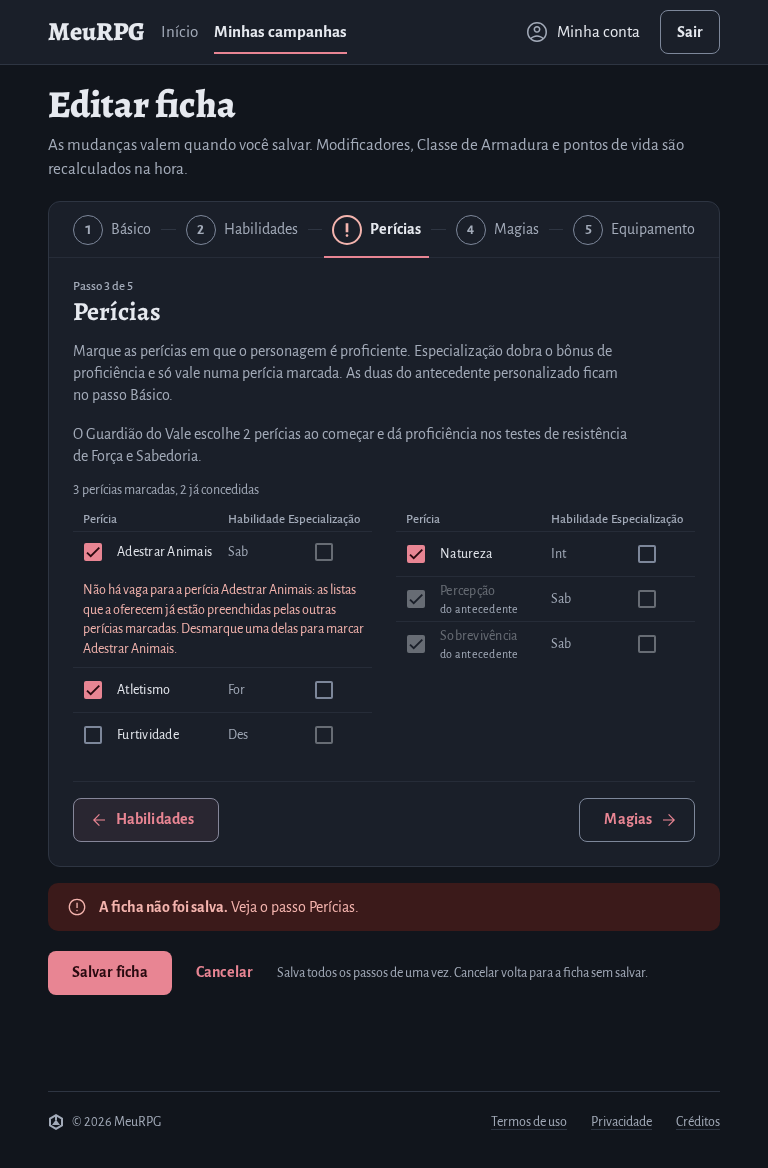 MeuRPG Início Minhas campanhas Minha conta Sair
Editar ficha
As mudanças valem quando você salvar. Modificadores, Classe de Armadura e pontos de vida são
recalculados na hora.
1 Básico 2 Habilidades ! Perícias 4 Magias 5 Equipamento
Passo 3 de 5
Perícias
Marque as perícias em que o personagem é proficiente. Especialização dobra o bônus de
proficiência e só vale numa perícia marcada. As duas do antecedente personalizado ficam
no passo Básico.
O Guardião do Vale escolhe 2 perícias ao começar e dá proficiência nos testes de resistência
de Força e Sabedoria.
3 perícias marcadas, 2 já concedidas
Perícia Habilidade Especialização
Adestrar Animais Sab
Não há vaga para a perícia Adestrar Animais: as listas
que a oferecem já estão preenchidas pelas outras
perícias marcadas. Desmarque uma delas para marcar
Adestrar Animais.
Atletismo For
Furtividade Des
Perícia Habilidade Especialização
Natureza Int
Percepção
do antecedente Sab
Sobrevivência
do antecedente Sab
Habilidades Magias
A ficha não foi salva. Veja o passo Perícias.
Salvar ficha Cancelar Salva todos os passos de uma vez. Cancelar volta para a ficha sem salvar.
© 2026 MeuRPG Termos de uso Privacidade Créditos